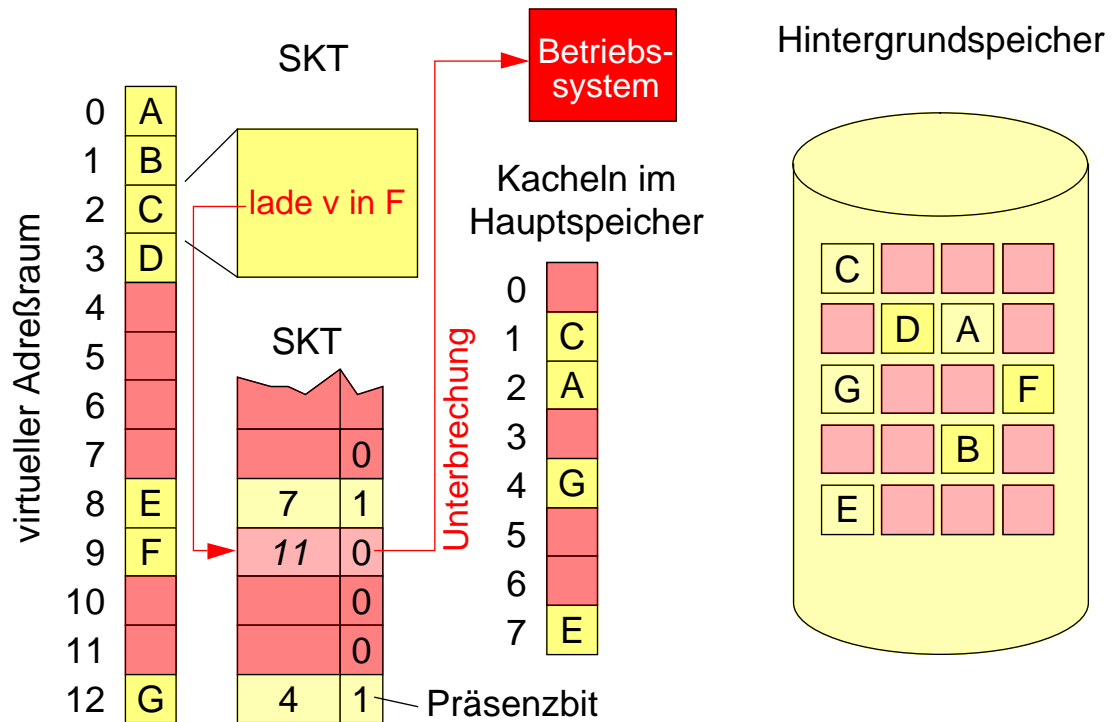 SKT
Betriebs-
system
Hintergrundspeicher
virtueller Adreßraum
0 A
1 B
2 C
3 D
4
5
6
7
8 E
9 F
10
11
12 G
lade v in F
SKT
0
7 1
11 0
0
0
4 1
Präsenzbit
Unterbrechung
Kacheln im
Hauptspeicher
0
1 C
2 A
3
4 G
5
6
7 E
C
D A
G F
B
E